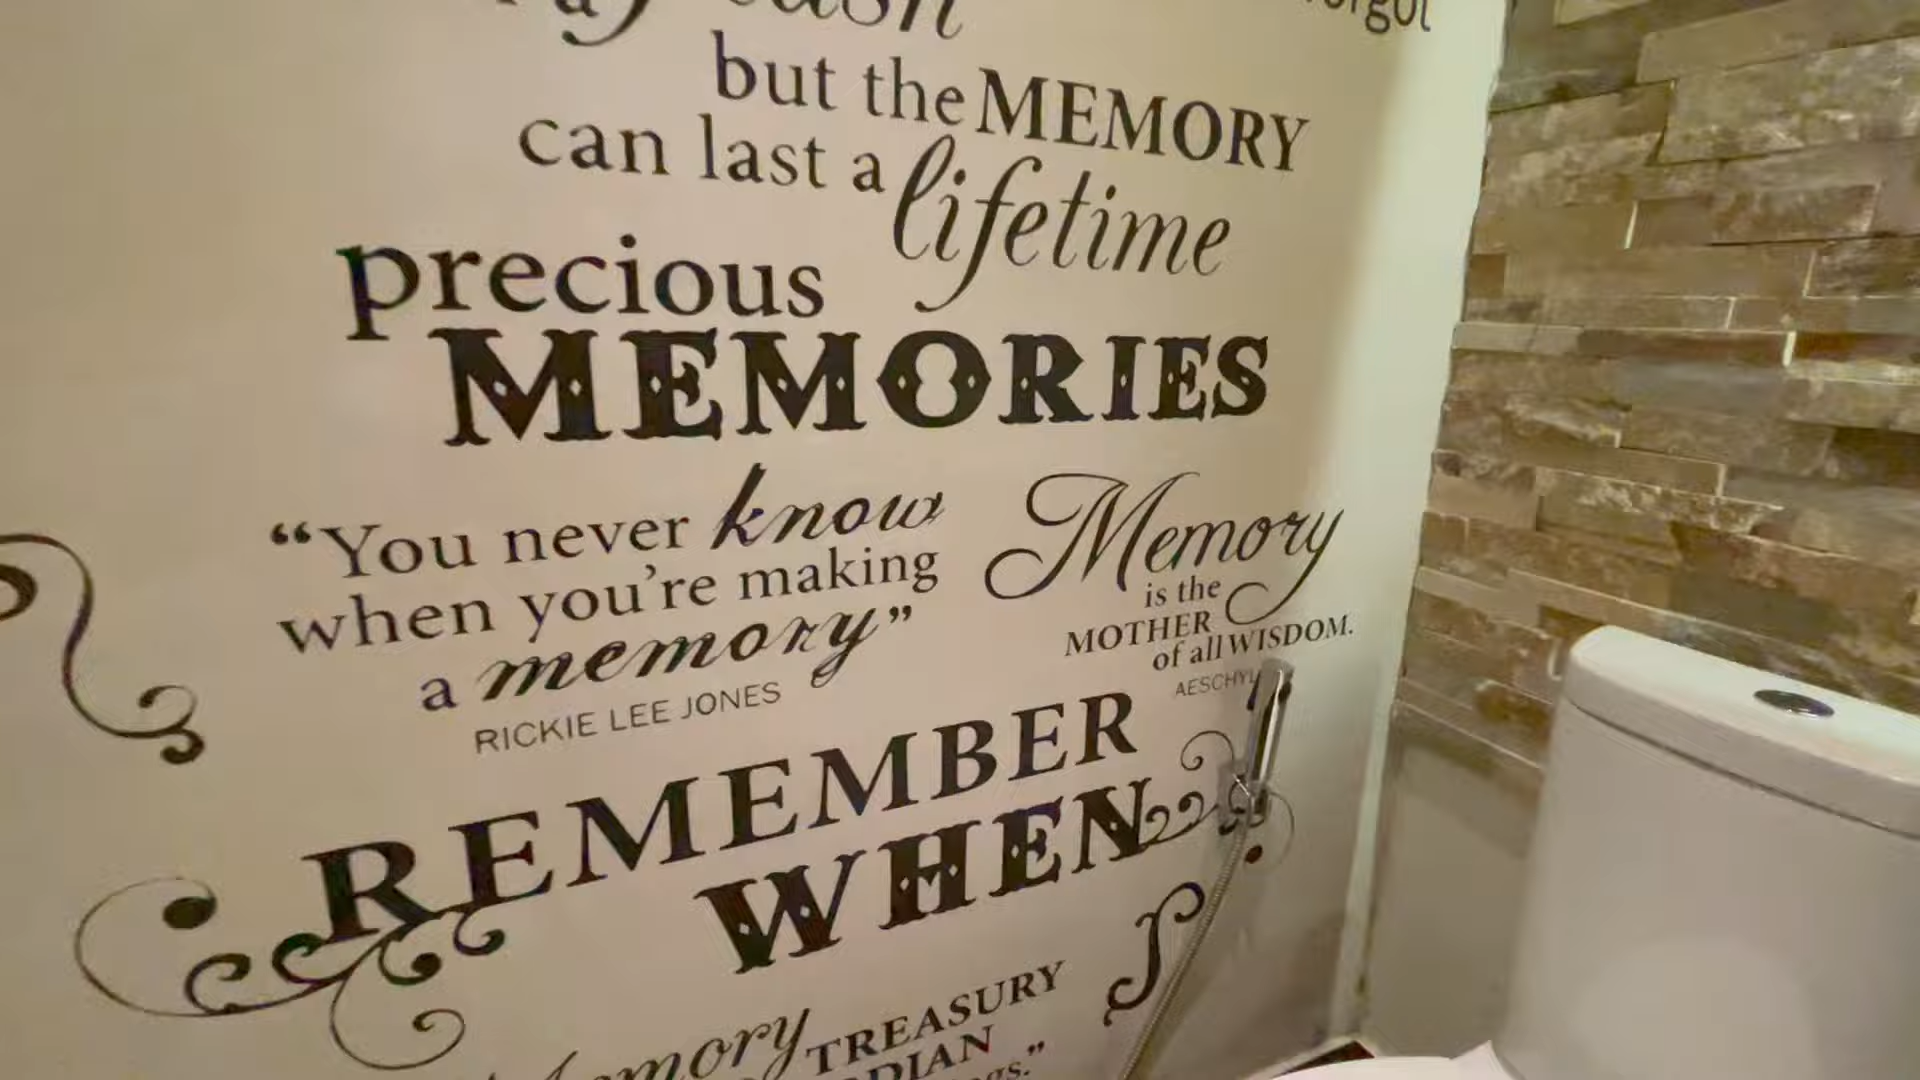 but the MEMORY
can last a lifetime
precious
MEMORIES
“You never know
when you’re making
a memory”
RICKIE LEE JONES
Memory
is the
MOTHER
of all WISDOM.
REMEMBER
WHEN
Memory
TREASURY